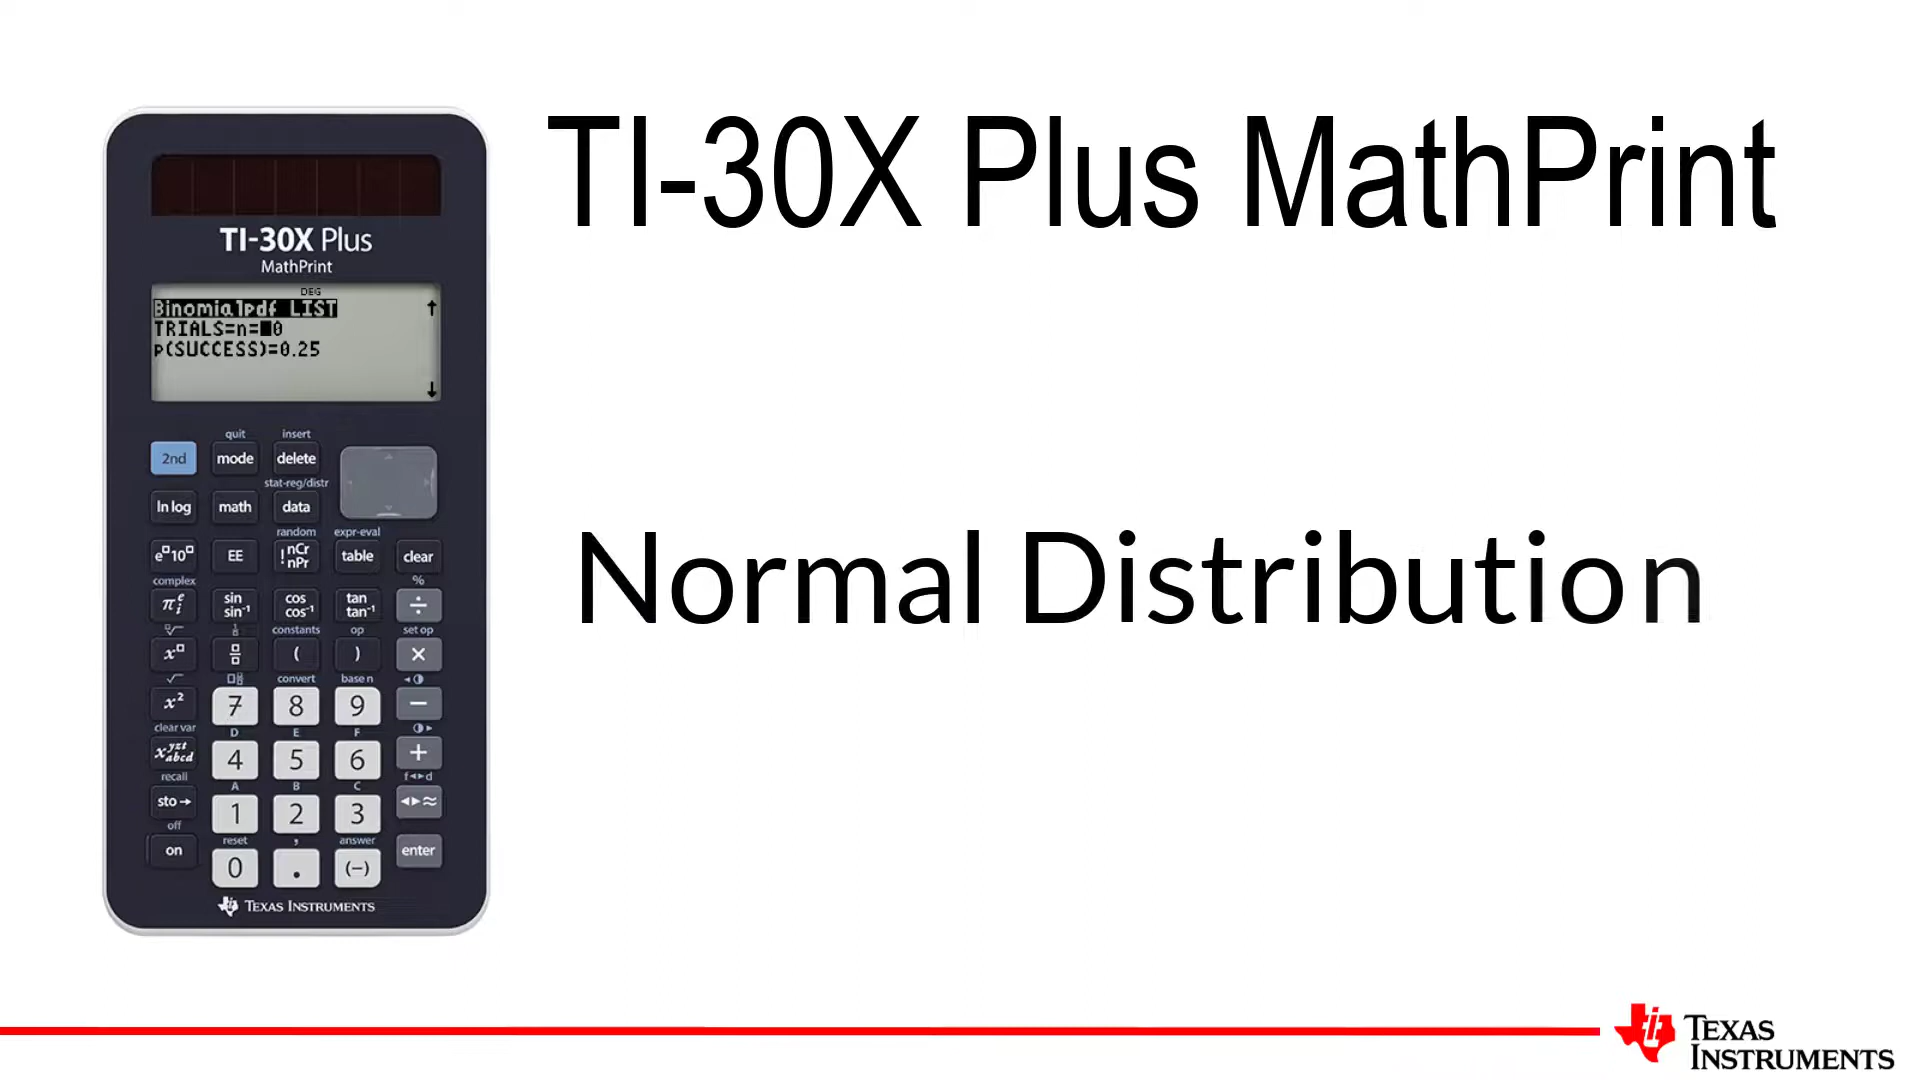 TI-30X Plus MathPrint
Normal Distribution
TI-30X Plus
MathPrint
DEG
Binomialpdf LIST
TRIALS=n=█0
p(SUCCESS)=0.25
quit insert
2nd mode delete
stat-reg/distr
ln log math data
random expr-eval
e□10□ EE ! nCr nPr table clear
complex %
π e i sin sin⁻¹ cos cos⁻¹ tan tan⁻¹ ÷
□√ constants op set op
x□ □/□ ( ) ×
√ convert base n
x² 7 8 9 −
clear var D E F
x yzt abcd 4 5 6 +
recall A B C f◂▸d
sto→ 1 2 3 ◂▸≈
off reset , answer
on 0 . (−) enter
TEXAS INSTRUMENTS
TEXAS
INSTRUMENTS